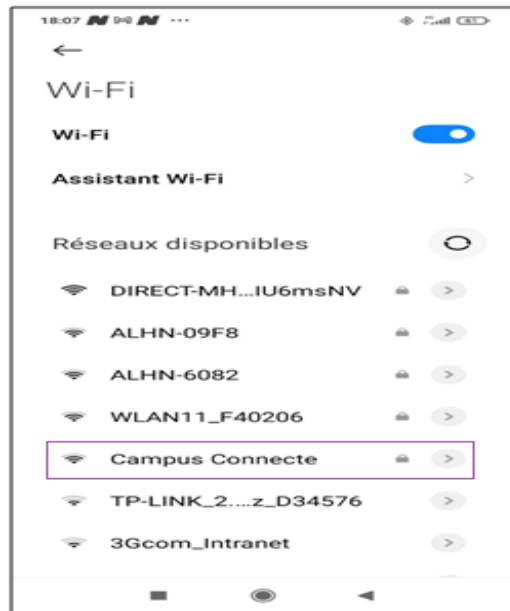 18:07
Wi-Fi
Wi-Fi
Assistant Wi-Fi
Réseaux disponibles
DIRECT-MH...IU6msNV
ALHN-09F8
ALHN-6082
WLAN11_F40206
Campus Connecte
TP-LINK_2....z_D34576
3Gcom_Intranet